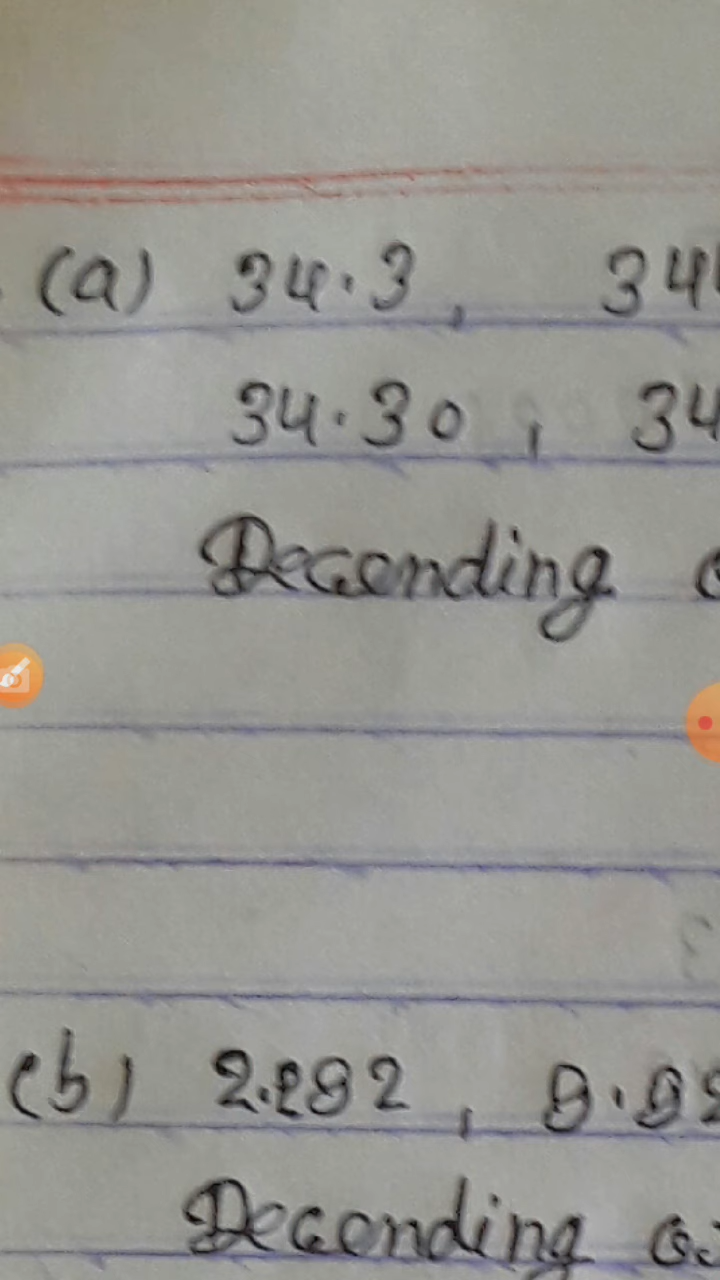 (a) 34.3, 34
34.30, 34
Decending
(b) 2.292,
Decending